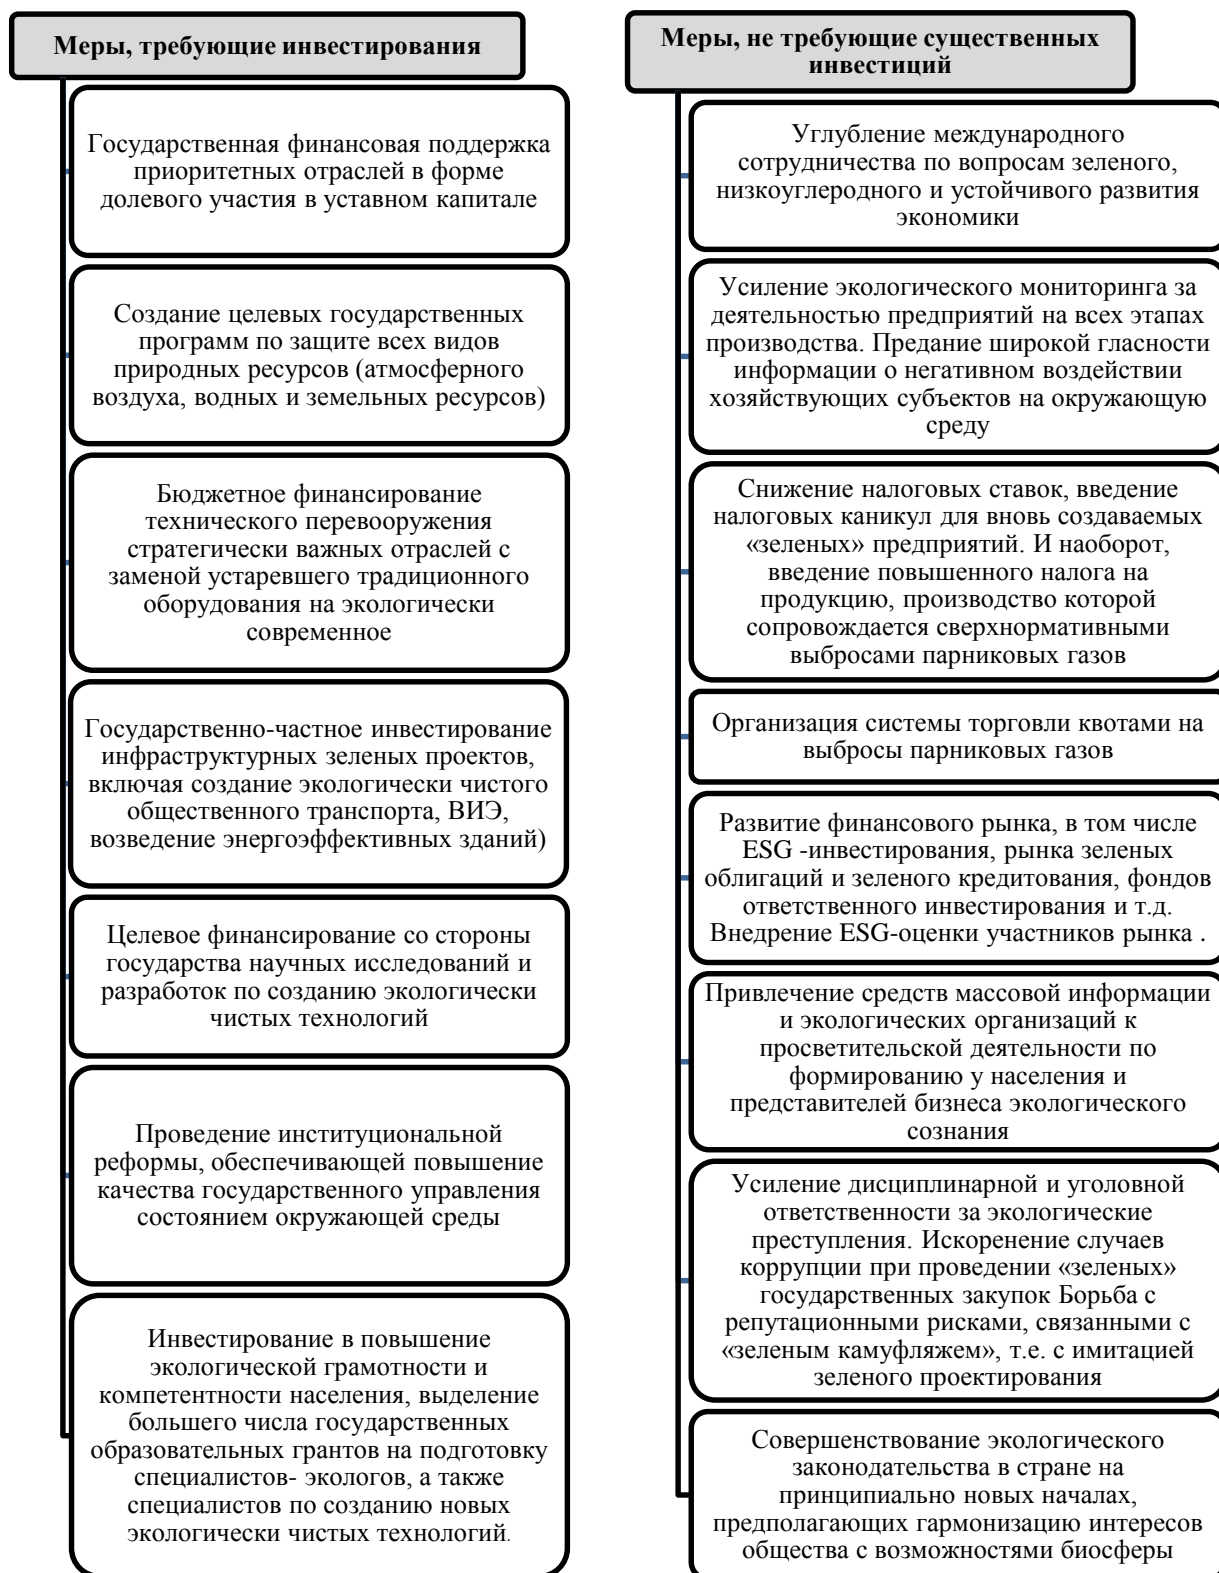 Меры, требующие инвестирования
Государственная финансовая поддержка
приоритетных отраслей в форме
долевого участия в уставном капитале
Создание целевых государственных
программ по защите всех видов
природных ресурсов (атмосферного
воздуха, водных и земельных ресурсов)
Бюджетное финансирование
технического перевооружения
стратегически важных отраслей с
заменой устаревшего традиционного
оборудования на экологически
современное
Государственно-частное инвестирование
инфраструктурных зеленых проектов,
включая создание экологически чистого
общественного транспорта, ВИЭ,
возведение энергоэффективных зданий)
Целевое финансирование со стороны
государства научных исследований и
разработок по созданию экологически
чистых технологий
Проведение институциональной
реформы, обеспечивающей повышение
качества государственного управления
состоянием окружающей среды
Инвестирование в повышение
экологической грамотности и
компетентности населения, выделение
большего числа государственных
образовательных грантов на подготовку
специалистов- экологов, а также
специалистов по созданию новых
экологически чистых технологий.
Меры, не требующие существенных
инвестиций
Углубление международного
сотрудничества по вопросам зеленого,
низкоуглеродного и устойчивого развития
экономики
Усиление экологического мониторинга за
деятельностью предприятий на всех этапах
производства. Предание широкой гласности
информации о негативном воздействии
хозяйствующих субъектов на окружающую
среду
Снижение налоговых ставок, введение
налоговых каникул для вновь создаваемых
«зеленых» предприятий. И наоборот,
введение повышенного налога на
продукцию, производство которой
сопровождается сверхнормативными
выбросами парниковых газов
Организация системы торговли квотами на
выбросы парниковых газов
Развитие финансового рынка, в том числе
ESG -инвестирования, рынка зеленых
облигаций и зеленого кредитования, фондов
ответственного инвестирования и т.д.
Внедрение ESG-оценки участников рынка .
Привлечение средств массовой информации
и экологических организаций к
просветительской деятельности по
формированию у населения и
представителей бизнеса экологического
сознания
Усиление дисциплинарной и уголовной
ответственности за экологические
преступления. Искоренение случаев
коррупции при проведении «зеленых»
государственных закупок Борьба с
репутационными рисками, связанными с
«зеленым камуфляжем», т.е. с имитацией
зеленого проектирования
Совершенствование экологического
законодательства в стране на
принципиально новых началах,
предполагающих гармонизацию интересов
общества с возможностями биосферы